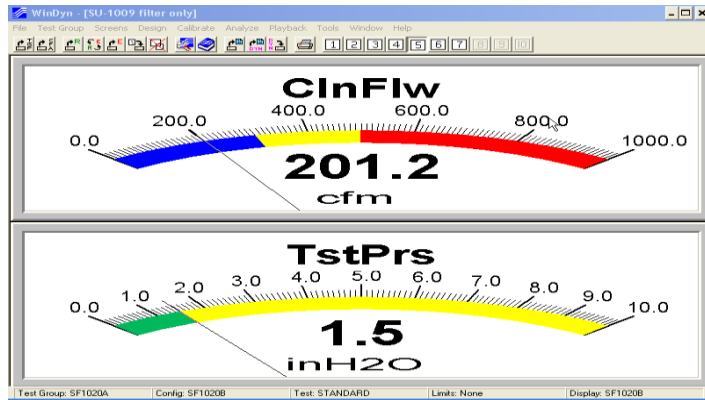 WinDyn - [SU-1009 filter only]
File Test Group Screens Design Calibrate Analyze Playback Tools Window Help
1 2 3 4 5 6 7 8 9 10
ClnFlw
0.0 200.0 400.0 600.0 800.0 1000.0
201.2
cfm
TstPrs
0.0 1.0 2.0 3.0 4.0 5.0 6.0 7.0 8.0 9.0 10.0
1.5
inH2O
Test Group: SF1020A Config: SF1020B Test: STANDARD Limits: None Display: SF1020B